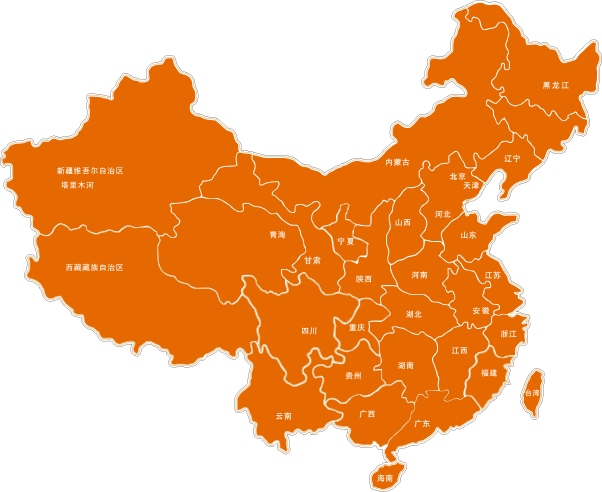 黑龙江
辽宁
内蒙古
新疆维吾尔自治区
塔里木河
北京
天津
河北
山西
山东
青海
宁夏
甘肃
西藏藏族自治区
陕西
河南
江苏
安徽
湖北
四川
重庆
浙江
江西
湖南
贵州
福建
台湾
云南
广西
广东
海南